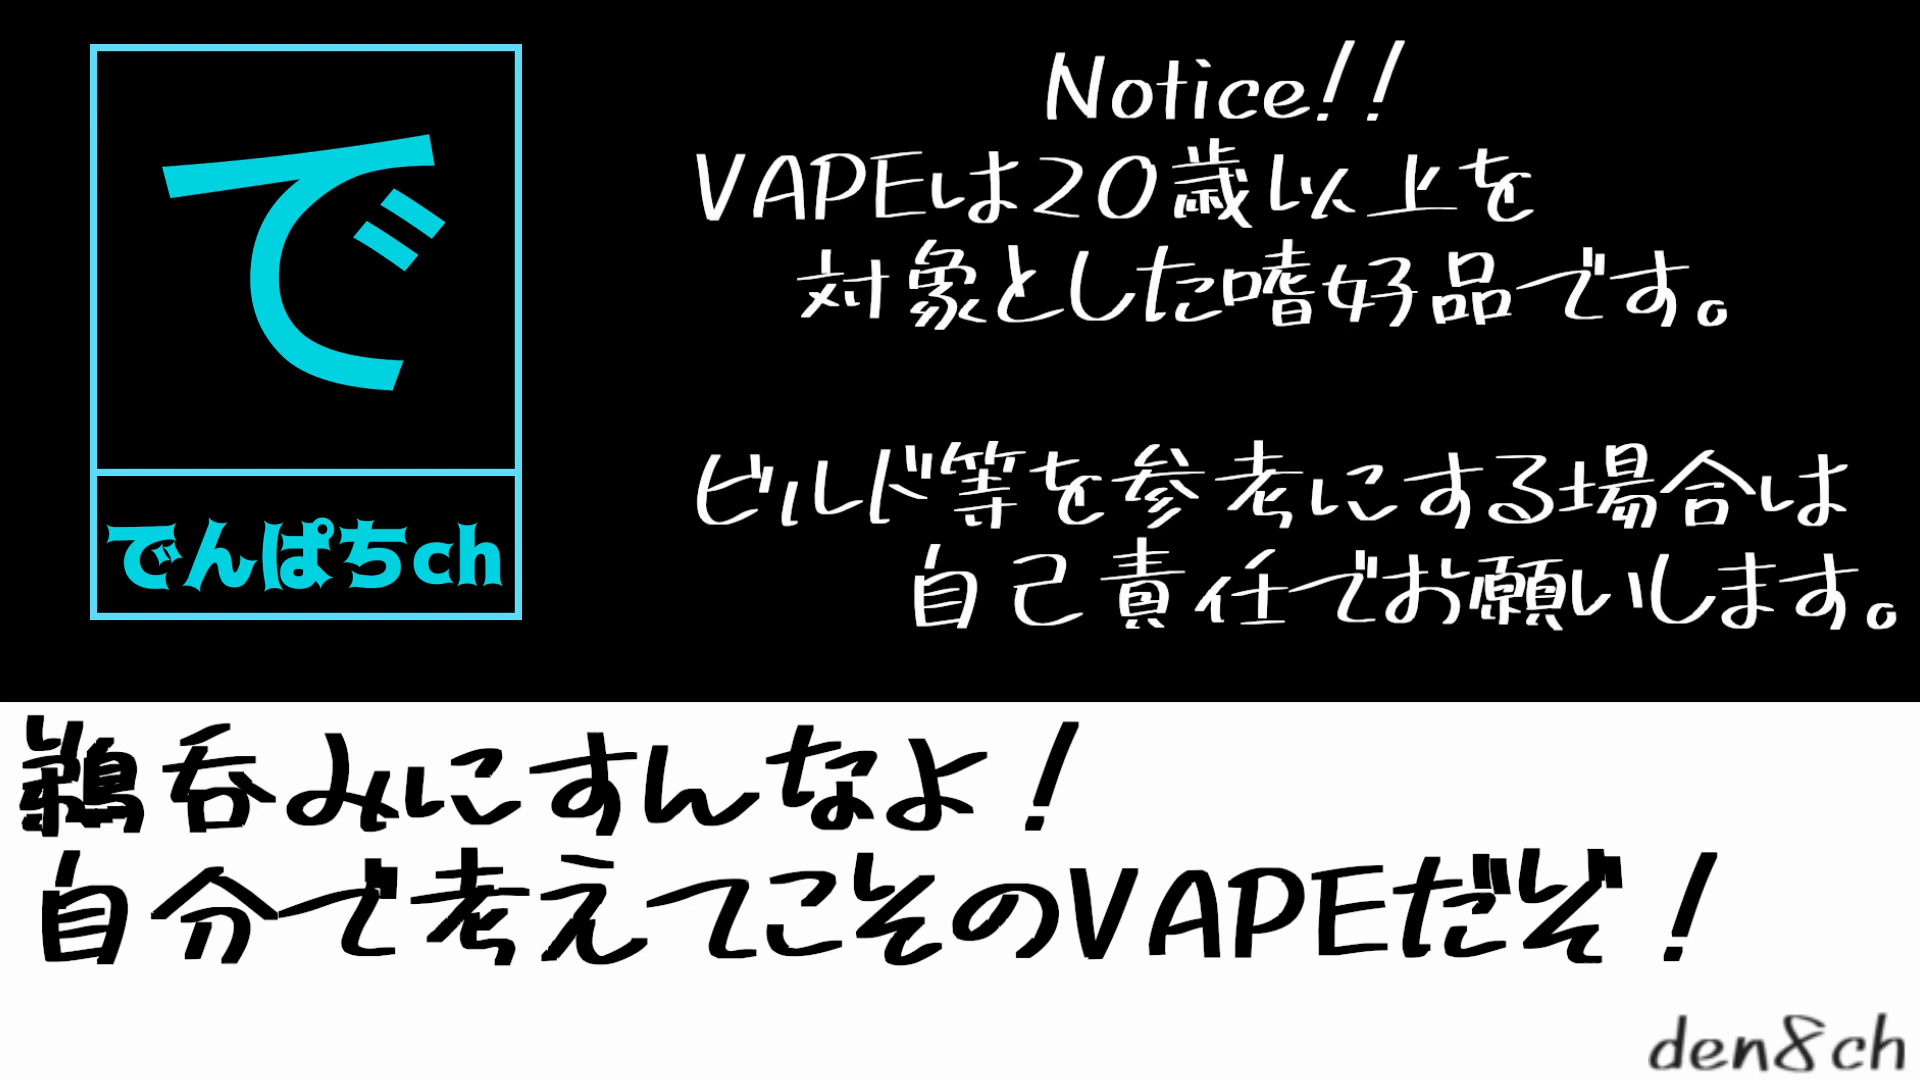 で
でんぱちch
Notice!!
VAPEは20歳以上を
対象とした嗜好品です。
ビルド等を参考にする場合は
自己責任でお願いします。
鵜呑みにすんなよ！
自分で考えてこそのVAPEだぞ！
den8ch